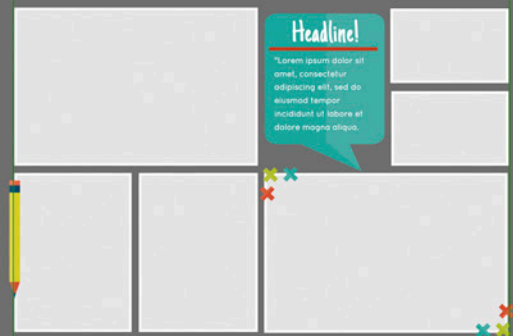 Headline!
"Lorem ipsum dolor sit
amet, consectetur
adipiscing elit, sed do
eiusmod tempor
incididunt ut labore et
dolore magna aliqua.